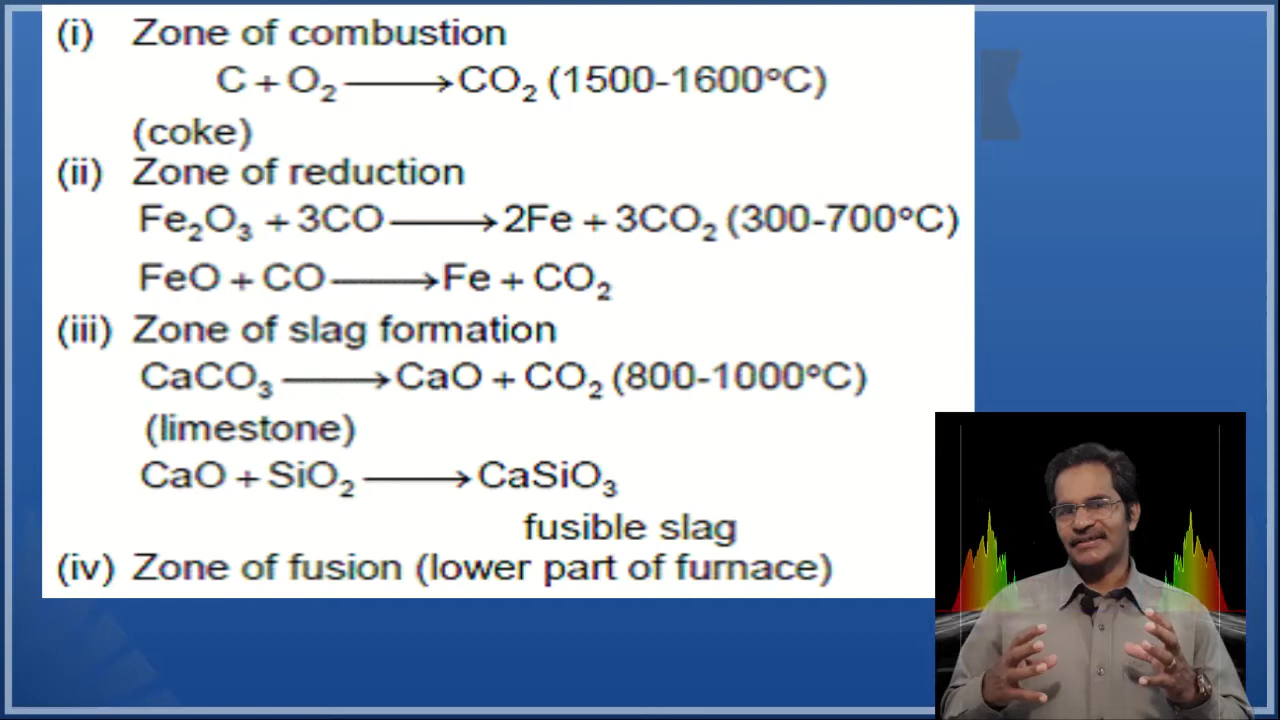 (i) Zone of combustion
C + O₂ ⟶ CO₂ (1500-1600°C)
(coke)
(ii) Zone of reduction
Fe₂O₃ + 3CO ⟶ 2Fe + 3CO₂ (300-700°C)
FeO + CO ⟶ Fe + CO₂
(iii) Zone of slag formation
CaCO₃ ⟶ CaO + CO₂ (800-1000°C)
(limestone)
CaO + SiO₂ ⟶ CaSiO₃
fusible slag
(iv) Zone of fusion (lower part of furnace)